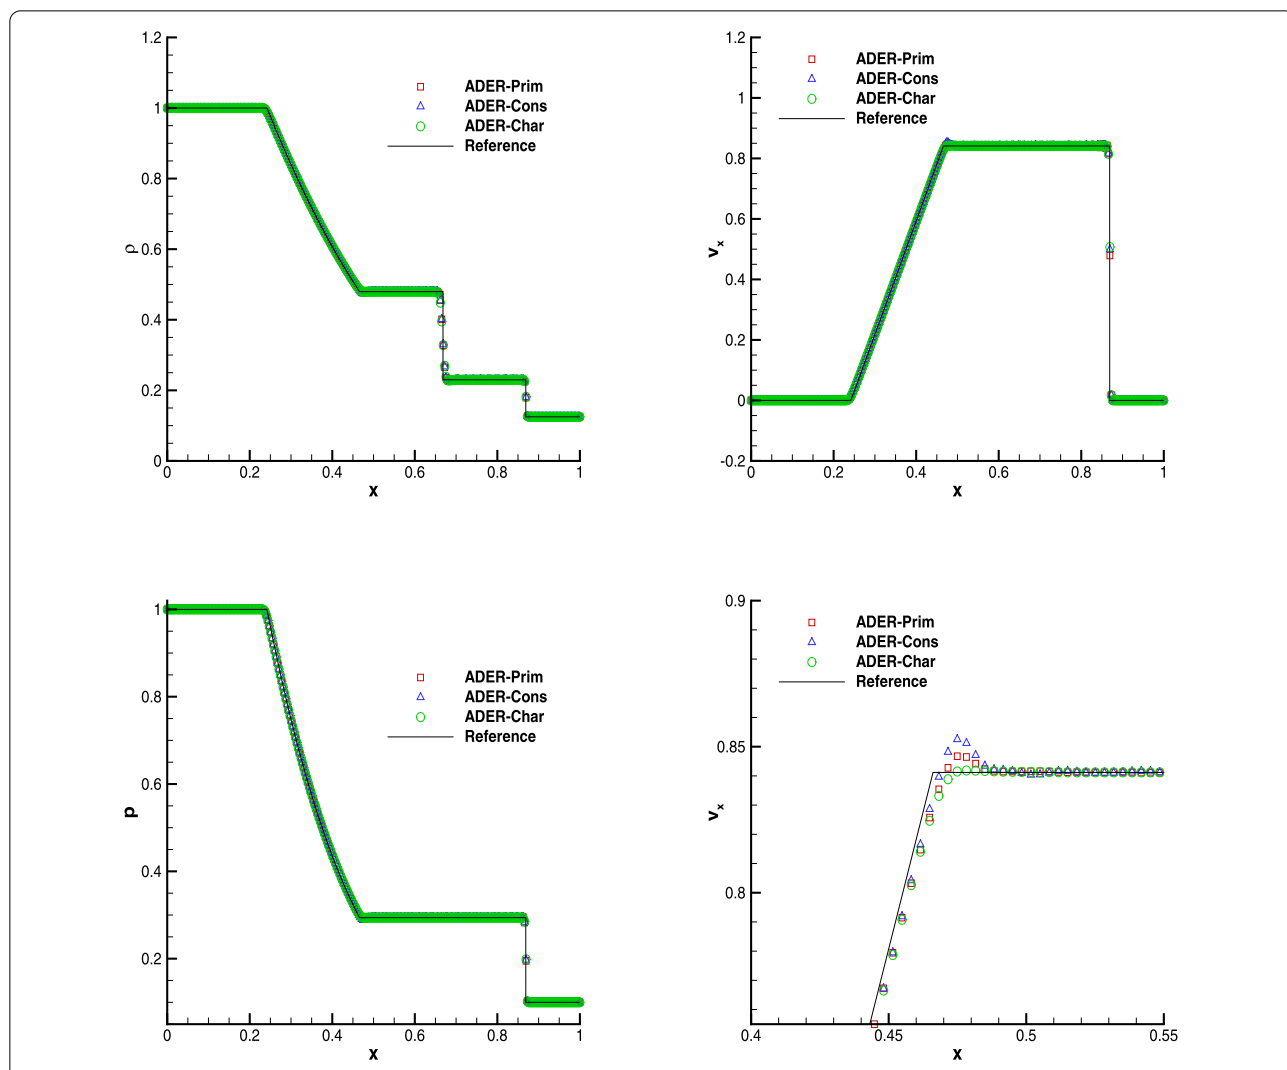 1.2
1
0.8
0.6
0.4
0.2
0
ρ
0 0.2 0.4 0.6 0.8 1
x
ADER-Prim
ADER-Cons
ADER-Char
Reference
1.2
1
0.8
0.6
0.4
0.2
0
-0.2
vx
0 0.2 0.4 0.6 0.8 1
x
ADER-Prim
ADER-Cons
ADER-Char
Reference
1
0.8
0.6
0.4
0.2
p
0 0.2 0.4 0.6 0.8 1
x
ADER-Prim
ADER-Cons
ADER-Char
Reference
0.9
0.85
0.8
vx
0.4 0.45 0.5 0.55
x
ADER-Prim
ADER-Cons
ADER-Char
Reference